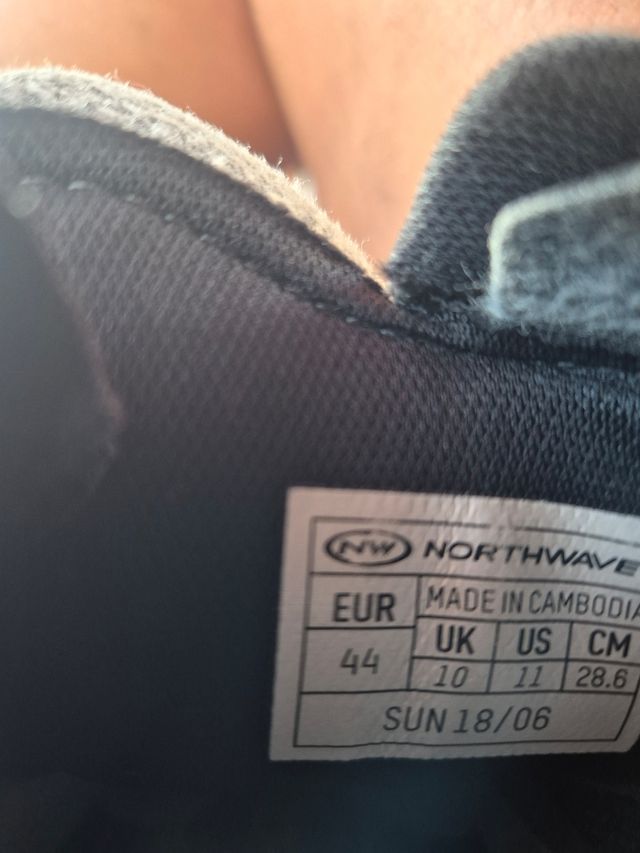 NW NORTHWAVE
EUR MADE IN CAMBODIA
UK US CM
44 10 11 28.6
SUN 18/06